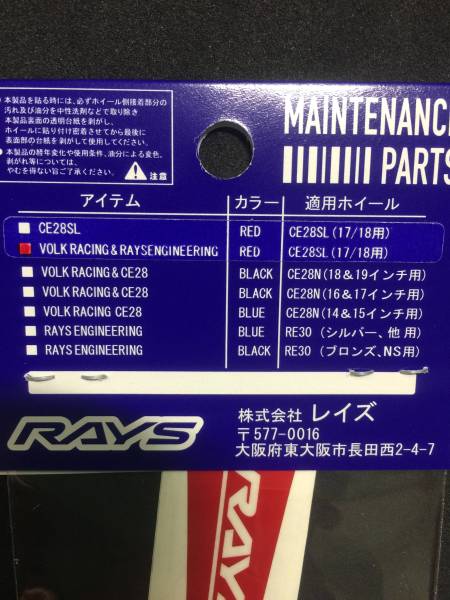 ●本製品を貼る時には、必ずホイール側接着部分の
汚れ及び油分を中性洗剤などで取り除き
本製品裏面の透明台紙を剥がし、
ホイールに貼り付け密着させてから最後に
表面部の台紙を剥がして使用して下さい。
●本製品の経年変化や使用条件、油分による変色、
剥がれ等については、
やむを得ない旨ご了承ください。
注意
MAINTENANCE
PARTS
アイテム カラー 適用ホイール
CE28SL RED CE28SL(17/18用)
VOLK RACING & RAYSENGINEERING RED CE28SL(17/18用)
VOLK RACING & CE28 BLACK CE28N(18&19インチ用)
VOLK RACING & CE28 BLACK CE28N(16&17インチ用)
VOLK RACING CE28 BLUE CE28N(14&15インチ用)
RAYS ENGINEERING BLUE RE30 (シルバー、他 用)
RAYS ENGINEERING BLACK RE30 (ブロンズ、NS用)
RAYS
株式会社 レイズ
〒577-0016
大阪府東大阪市長田西2-4-7
RAYS